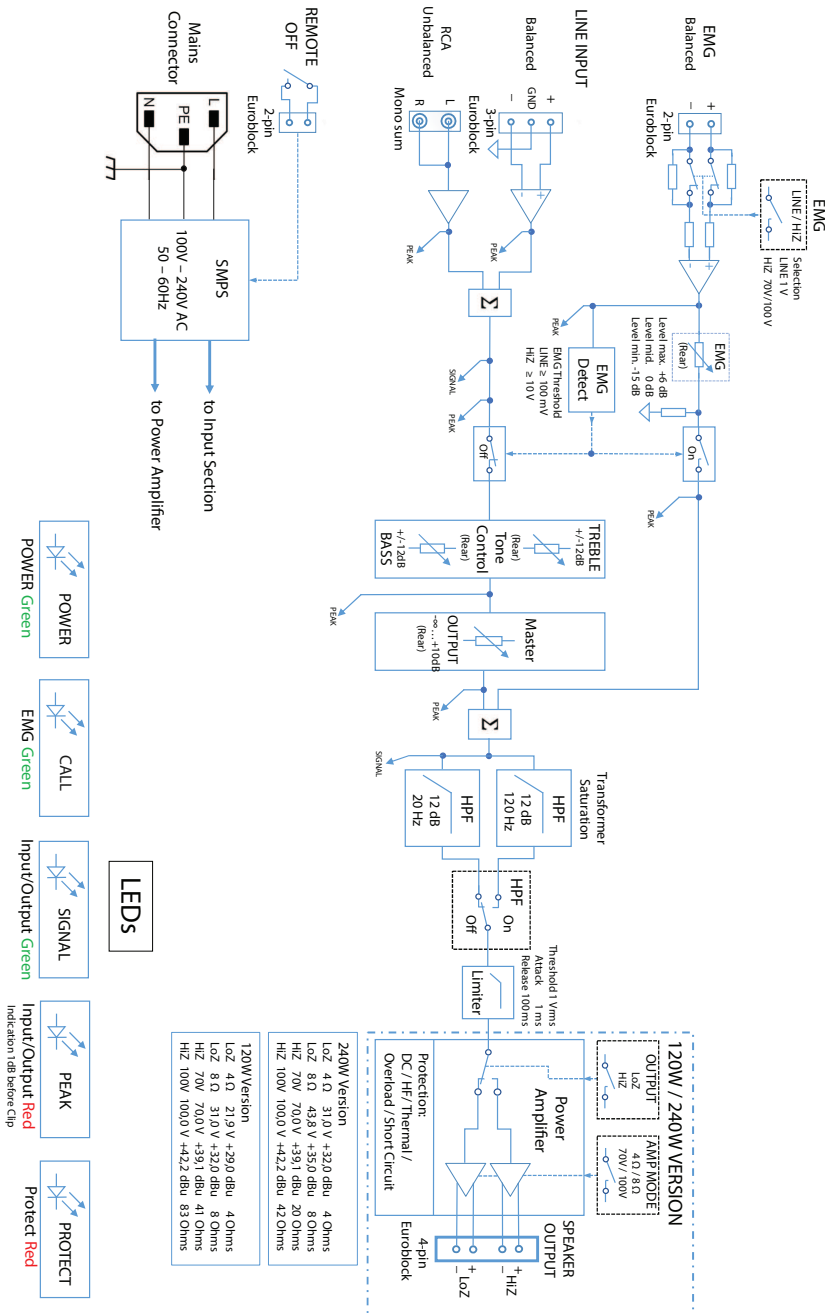 EMG
Balanced
+
−
2-pin
Euroblock
EMG
LINE / HiZ
Selection
LINE 1 V
HiZ 70V/100 V
+
−
EMG
(Rear)
Level max. +6 dB
Level mid. 0 dB
Level min. -15 dB
PEAK
EMG
Detect
EMG Threshold
LINE ≥ 100 mV
HiZ ≥ 10 V
On
PEAK
LINE INPUT
Balanced
+
GND
−
3-pin
Euroblock
RCA
Unbalanced
L
R
Mono sum
+
−
PEAK
PEAK
Σ
SIGNAL
PEAK
Off
TREBLE
+/-12dB
(Rear)
Tone
Control
(Rear)
+/-12dB
BASS
PEAK
Master
OUTPUT
-∞ ... +10dB
(Rear)
PEAK
Σ
SIGNAL
Transformer
Saturation
HPF
12 dB
120 Hz
HPF
12 dB
20 Hz
HPF
On
Off
Threshold 1 Vrms
Attack 1 ms
Release 100 ms
Limiter
120W / 240W VERSION
OUTPUT
LoZ
HiZ
AMP MODE
4 Ω / 8 Ω
70V / 100V
Power
Amplifier
Protection:
DC / HF / Thermal /
Overload / Short Circuit
SPEAKER
OUTPUT
+
−
HiZ
+
−
LoZ
4-pin
Euroblock
240W Version
LoZ 4 Ω 31,0 V +32,0 dBu 4 Ohms
LoZ 8 Ω 43,8 V +35,0 dBu 8 Ohms
HiZ 70V 70,0 V +39,1 dBu 20 Ohms
HiZ 100V 100,0 V +42,2 dBu 42 Ohms
120W Version
LoZ 4 Ω 21,9 V +29,0 dBu 4 Ohms
LoZ 8 Ω 31,0 V +32,0 dBu 8 Ohms
HiZ 70V 70,0 V +39,1 dBu 41 Ohms
HiZ 100V 100,0 V +42,2 dBu 83 Ohms
REMOTE
OFF
2-pin
Euroblock
Mains
Connector
L
PE
N
SMPS
100V – 240V AC
50 – 60Hz
to Input Section
to Power Amplifier
LEDs
POWER
POWER Green
CALL
EMG Green
SIGNAL
Input/Output Green
PEAK
Input/Output Red
Indication 1dB before Clip
PROTECT
Protect Red